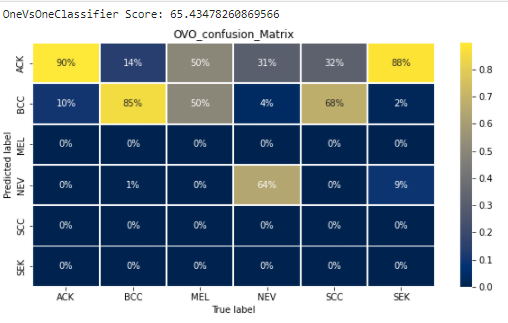 OneVsOneClassifier Score: 65.43478260869566
OVO_confusion_Matrix
ACK 90% 14% 50% 31% 32% 88%
BCC 10% 85% 50% 4% 68% 2%
MEL 0% 0% 0% 0% 0% 0%
NEV 0% 1% 0% 64% 0% 9%
SCC 0% 0% 0% 0% 0% 0%
SEK 0% 0% 0% 0% 0% 0%
Predicted label
ACK BCC MEL NEV SCC SEK
True label
0.8
0.7
0.6
0.5
0.4
0.3
0.2
0.1
0.0